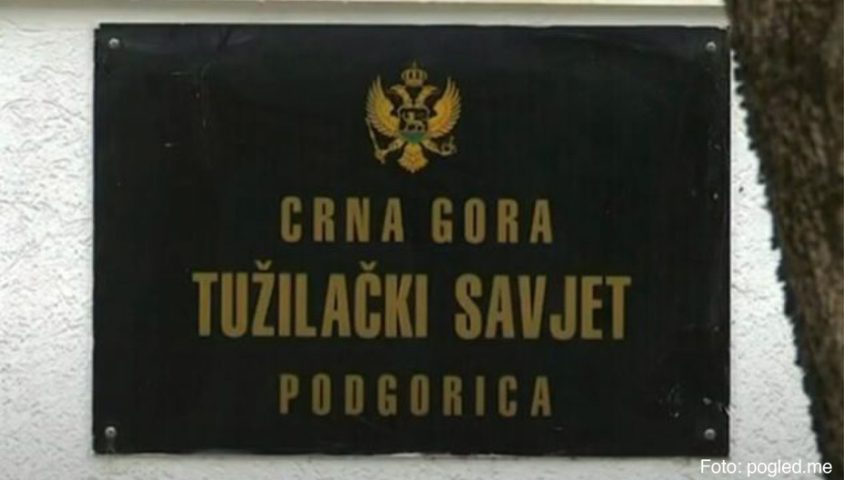 CRNA GORA
TUŽILAČKI SAVJET
PODGORICA
Foto: pogled.me